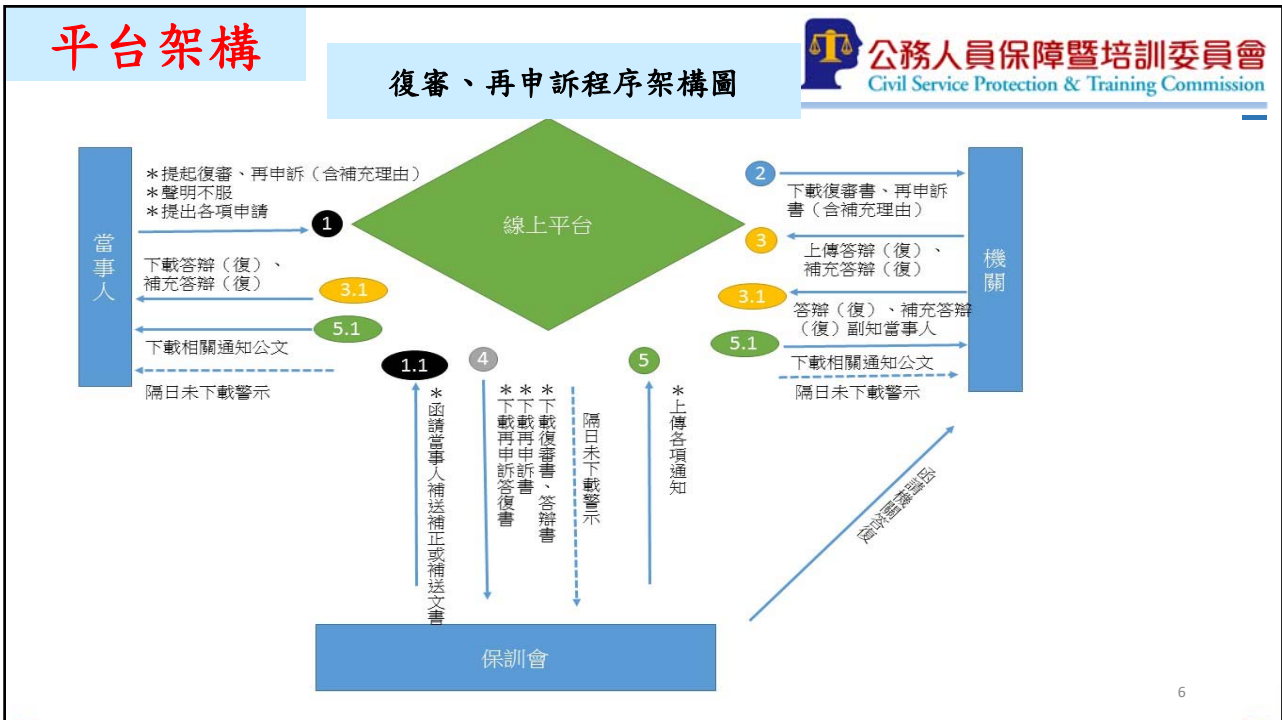 平台架構
復審、再申訴程序架構圖
公務人員保障暨培訓委員會
Civil Service Protection & Training Commission
當事人
＊提起復審、再申訴（含補充理由）
＊聲明不服
＊提出各項申請
1
下載答辯（復）、
補充答辯（復）
3.1
5.1
下載相關通知公文
隔日未下載警示
線上平台
2
下載復審書、再申訴
書（含補充理由）
3
上傳答辯（復）、
補充答辯（復）
3.1
答辯（復）、補充答辯
（復）副知當事人
5.1
下載相關通知公文
隔日未下載警示
機關
1.1
＊函請當事人補送補正或補送文書
4
＊下載復審書、答辯書
＊下載再申訴書
＊下載再申訴答復書
隔日未下載警示
5
＊上傳各項通知
函請機關答復
保訓會
6